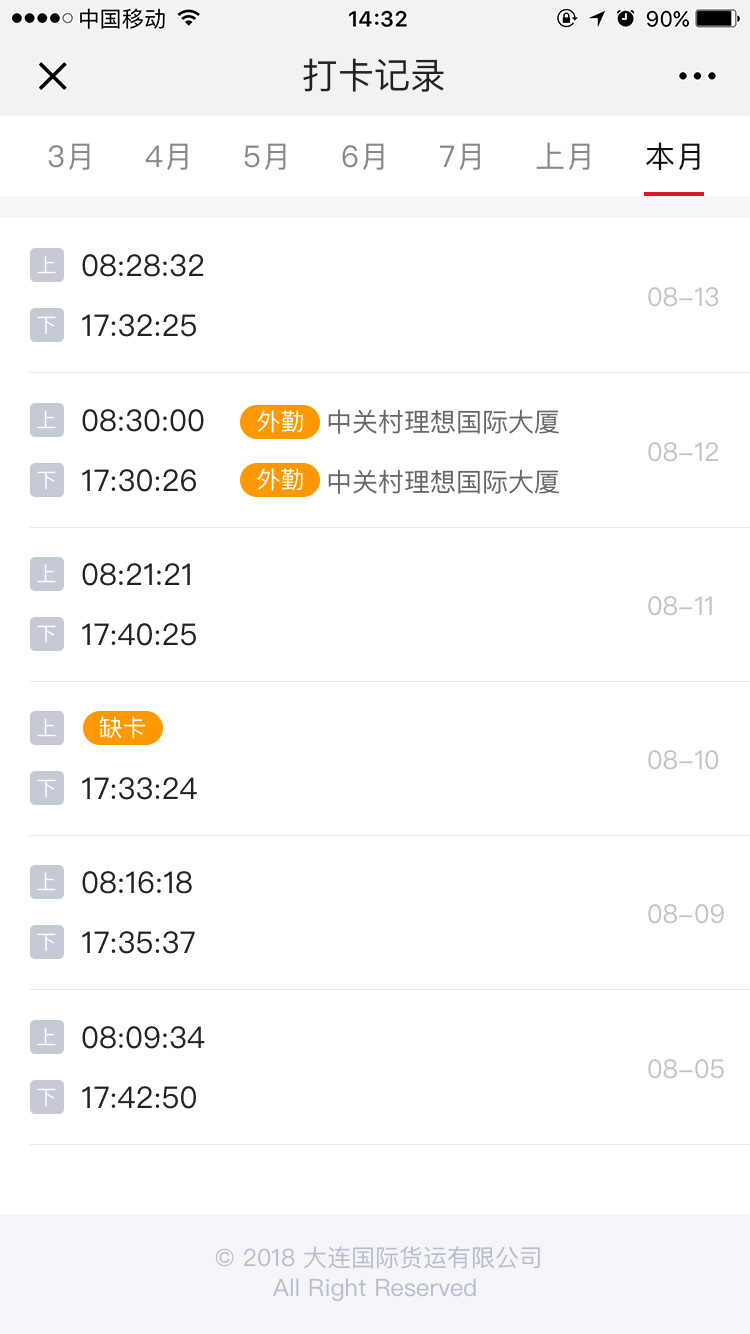 中国移动 14:32 90%
打卡记录
3月 4月 5月 6月 7月 上月 本月
上 08:28:32
08-13
下 17:32:25
上 08:30:00 外勤 中关村理想国际大厦
08-12
下 17:30:26 外勤 中关村理想国际大厦
上 08:21:21
08-11
下 17:40:25
上 缺卡
08-10
下 17:33:24
上 08:16:18
08-09
下 17:35:37
上 08:09:34
08-05
下 17:42:50
© 2018 大连国际货运有限公司
All Right Reserved